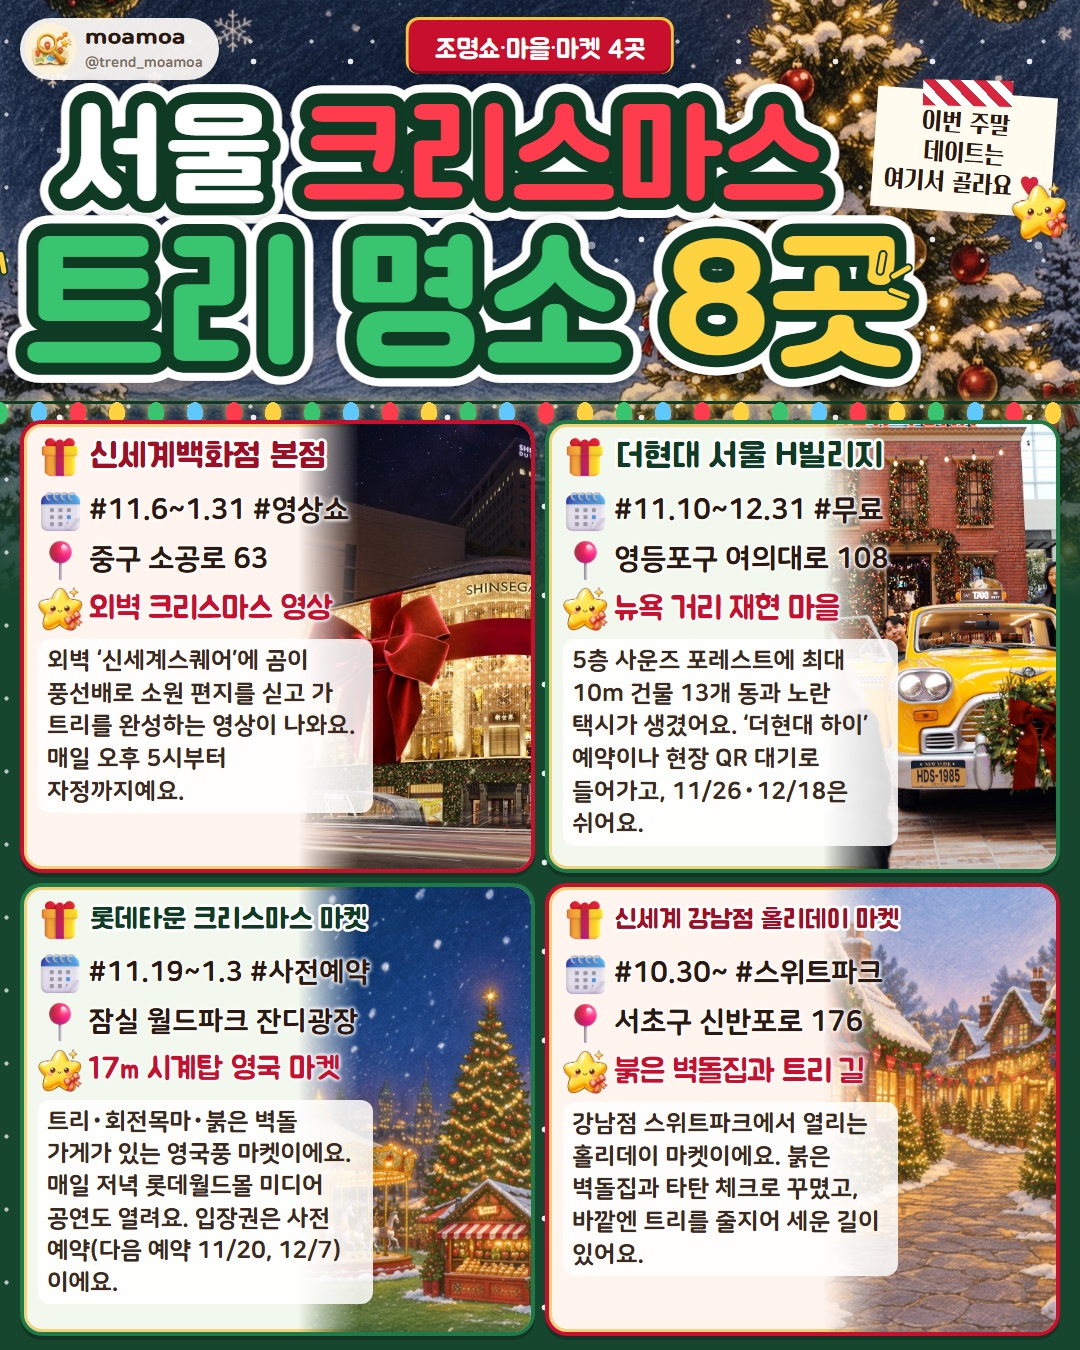 moamoa
@trend_moamoa
조명쇼·마을·마켓 4곳
서울 크리스마스
트리 명소 8곳
이번 주말
데이트는
여기서 골라요
신세계백화점 본점
#11.6~1.31 #영상쇼
중구 소공로 63
외벽 크리스마스 영상
외벽 ‘신세계스퀘어’에 곰이
풍선배로 소원 편지를 싣고 가
트리를 완성하는 영상이 나와요.
매일 오후 5시부터
자정까지예요.
SHINSEGA
新世界
더현대 서울 H빌리지
#11.10~12.31 #무료
영등포구 여의대로 108
뉴욕 거리 재현 마을
5층 사운즈 포레스트에 최대
10m 건물 13개 동과 노란
택시가 생겼어요. ‘더현대 하이’
예약이나 현장 QR 대기로
들어가고, 11/26·12/18은
쉬어요.
TAXI
NEW YORK
HDS-1985
롯데타운 크리스마스 마켓
#11.19~1.3 #사전예약
잠실 월드파크 잔디광장
17m 시계탑 영국 마켓
트리·회전목마·붉은 벽돌
가게가 있는 영국풍 마켓이에요.
매일 저녁 롯데월드몰 미디어
공연도 열려요. 입장권은 사전
예약(다음 예약 11/20, 12/7)
이에요.
신세계 강남점 홀리데이 마켓
#10.30~ #스위트파크
서초구 신반포로 176
붉은 벽돌집과 트리 길
강남점 스위트파크에서 열리는
홀리데이 마켓이에요. 붉은
벽돌집과 타탄 체크로 꾸몄고,
바깥엔 트리를 줄지어 세운 길이
있어요.